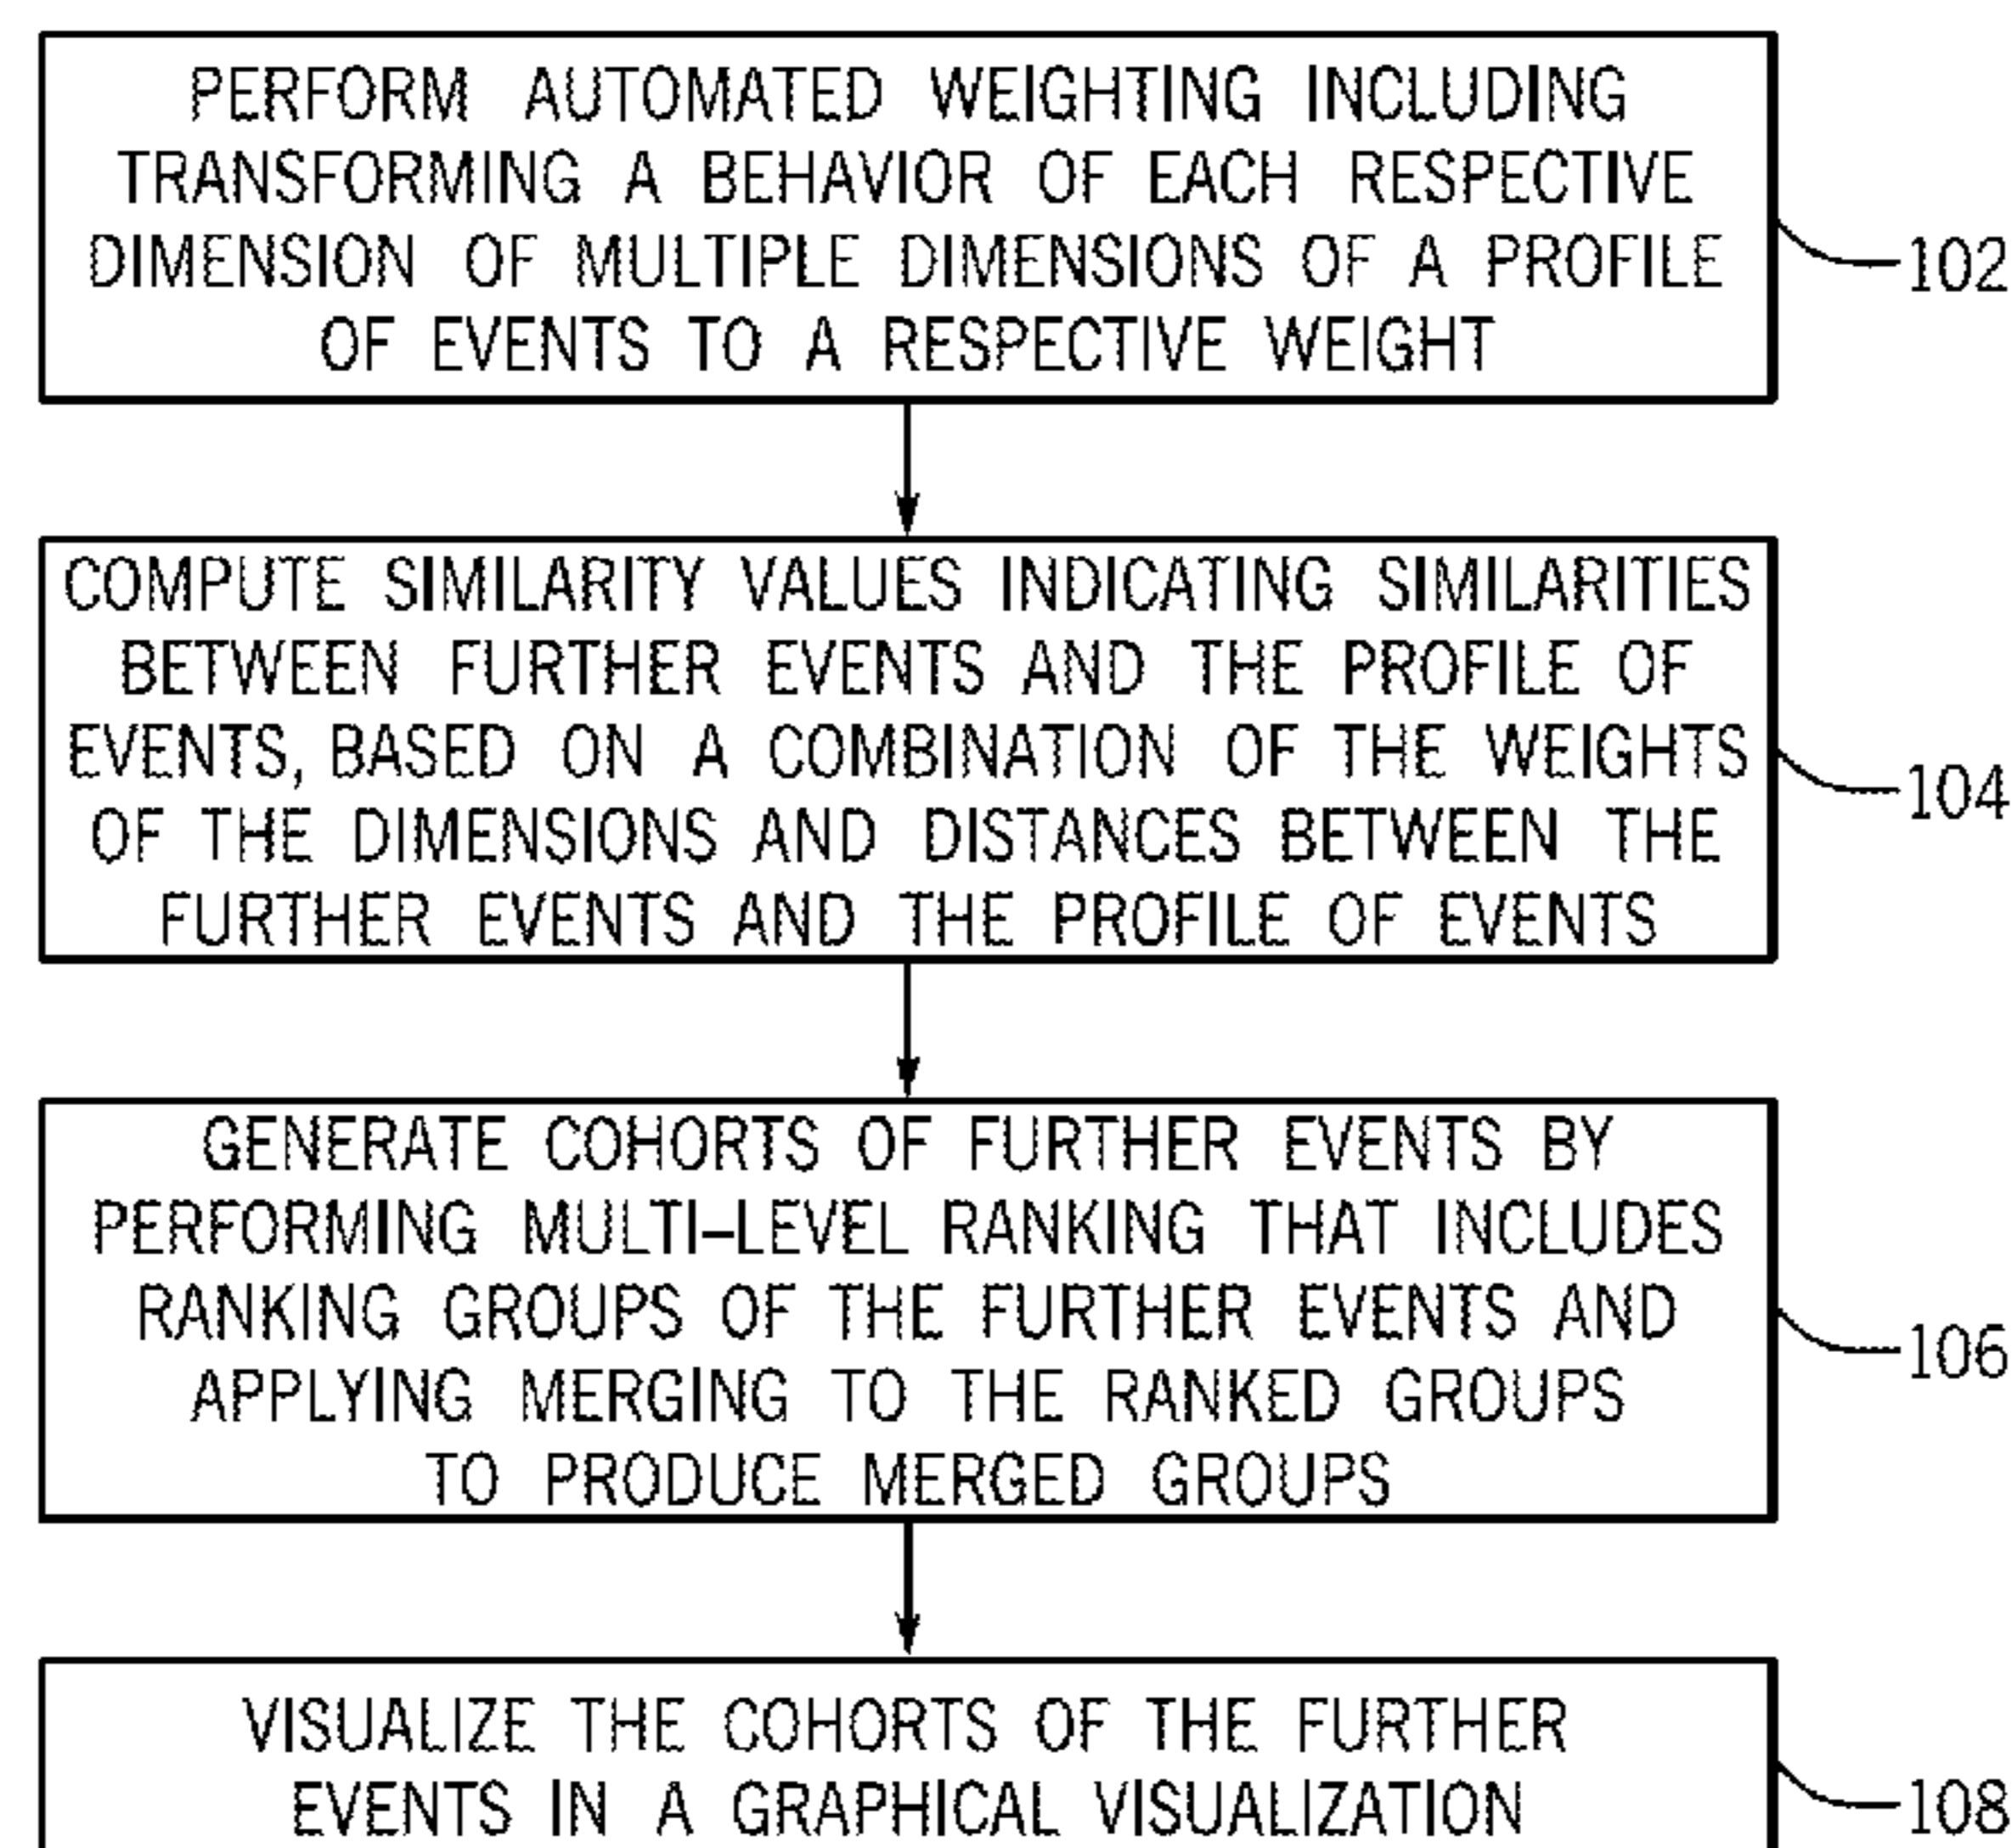 PERFORM AUTOMATED WEIGHTING INCLUDING
TRANSFORMING A BEHAVIOR OF EACH RESPECTIVE
DIMENSION OF MULTIPLE DIMENSIONS OF A PROFILE
OF EVENTS TO A RESPECTIVE WEIGHT
102
COMPUTE SIMILARITY VALUES INDICATING SIMILARITIES
BETWEEN FURTHER EVENTS AND THE PROFILE OF
EVENTS, BASED ON A COMBINATION OF THE WEIGHTS
OF THE DIMENSIONS AND DISTANCES BETWEEN THE
FURTHER EVENTS AND THE PROFILE OF EVENTS
104
GENERATE COHORTS OF FURTHER EVENTS BY
PERFORMING MULTI–LEVEL RANKING THAT INCLUDES
RANKING GROUPS OF THE FURTHER EVENTS AND
APPLYING MERGING TO THE RANKED GROUPS
TO PRODUCE MERGED GROUPS
106
VISUALIZE THE COHORTS OF THE FURTHER
EVENTS IN A GRAPHICAL VISUALIZATION
108